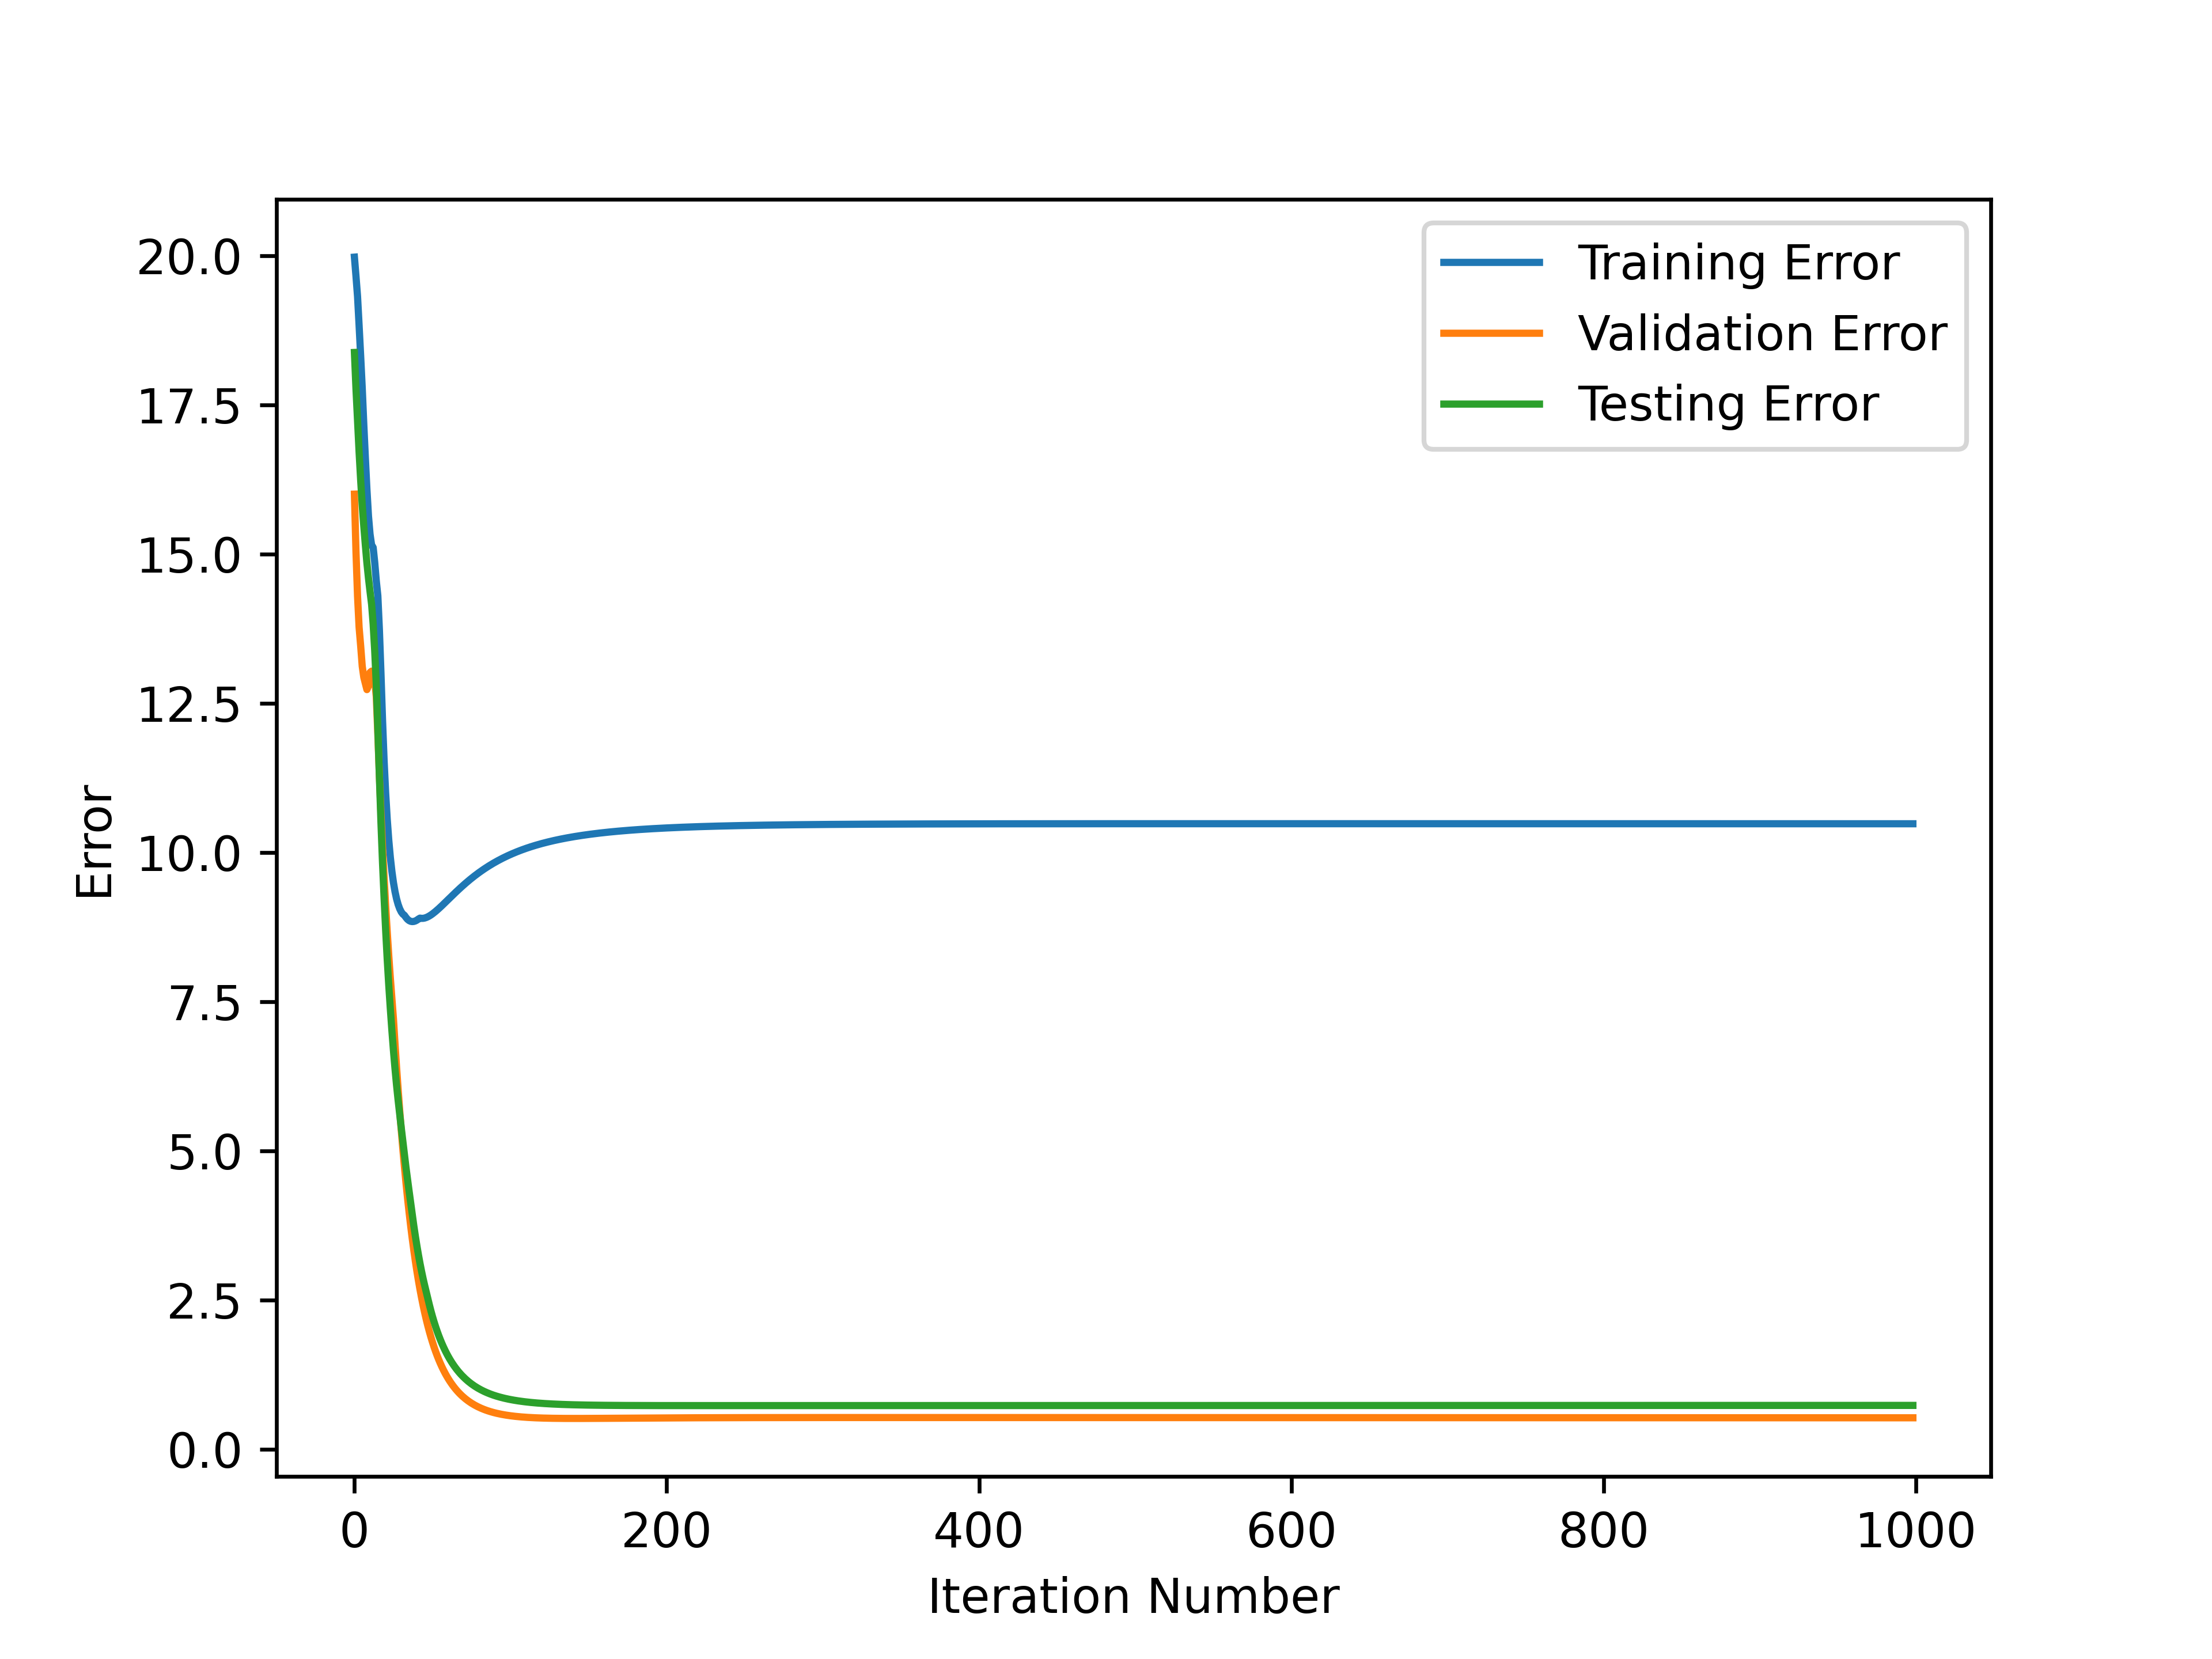 Training Error
Validation Error
Testing Error
20.0
17.5
15.0
12.5
10.0
7.5
5.0
2.5
0.0
Error
0 200 400 600 800 1000
Iteration Number